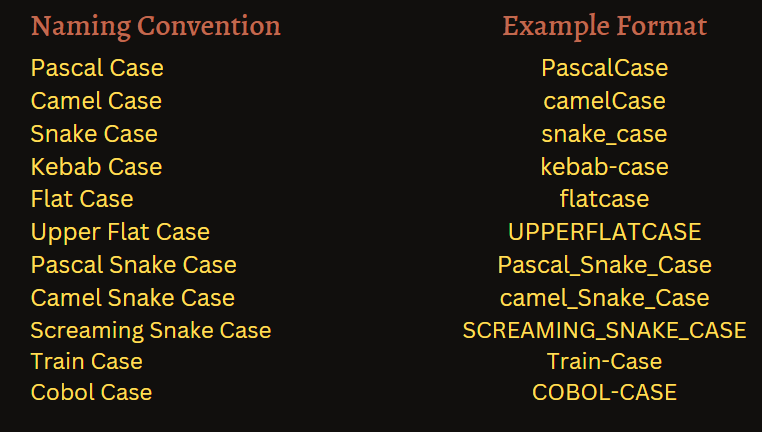 Naming Convention Example Format
Pascal Case PascalCase
Camel Case camelCase
Snake Case snake_case
Kebab Case kebab-case
Flat Case flatcase
Upper Flat Case UPPERFLATCASE
Pascal Snake Case Pascal_Snake_Case
Camel Snake Case camel_Snake_Case
Screaming Snake Case SCREAMING_SNAKE_CASE
Train Case Train-Case
Cobol Case COBOL-CASE